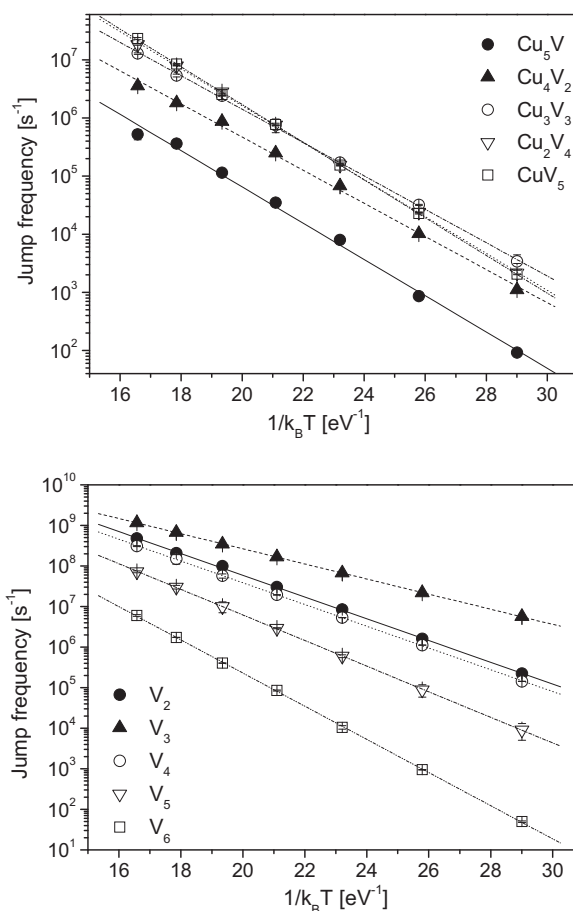 10⁷
10⁶
10⁵
10⁴
10³
10²
Jump frequency [s⁻¹]
Cu₅V
Cu₄V₂
Cu₃V₃
Cu₂V₄
CuV₅
16 18 20 22 24 26 28 30
1/k_BT [eV⁻¹]
10¹⁰
10⁹
10⁸
10⁷
10⁶
10⁵
10⁴
10³
10²
10¹
Jump frequency [s⁻¹]
V₂
V₃
V₄
V₅
V₆
16 18 20 22 24 26 28 30
1/k_BT [eV⁻¹]